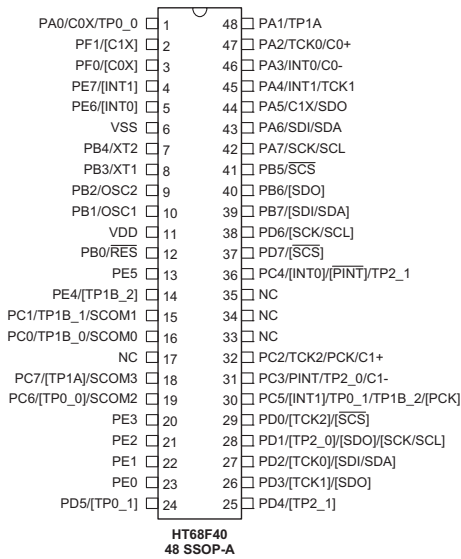 PA0/C0X/TP0_0 1 48 PA1/TP1A
PF1/[C1X] 2 47 PA2/TCK0/C0+
PF0/[C0X] 3 46 PA3/INT0/C0-
PE7/[INT1] 4 45 PA4/INT1/TCK1
PE6/[INT0] 5 44 PA5/C1X/SDO
VSS 6 43 PA6/SDI/SDA
PB4/XT2 7 42 PA7/SCK/SCL
PB3/XT1 8 41 PB5/SCS
PB2/OSC2 9 40 PB6/[SDO]
PB1/OSC1 10 39 PB7/[SDI/SDA]
VDD 11 38 PD6/[SCK/SCL]
PB0/RES 12 37 PD7/[SCS]
PE5 13 36 PC4/[INT0]/[PINT]/TP2_1
PE4/[TP1B_2] 14 35 NC
PC1/TP1B_1/SCOM1 15 34 NC
PC0/TP1B_0/SCOM0 16 33 NC
NC 17 32 PC2/TCK2/PCK/C1+
PC7/[TP1A]/SCOM3 18 31 PC3/PINT/TP2_0/C1-
PC6/[TP0_0]/SCOM2 19 30 PC5/[INT1]/TP0_1/TP1B_2/[PCK]
PE3 20 29 PD0/[TCK2]/[SCS]
PE2 21 28 PD1/[TP2_0]/[SDO]/[SCK/SCL]
PE1 22 27 PD2/[TCK0]/[SDI/SDA]
PE0 23 26 PD3/[TCK1]/[SDO]
PD5/[TP0_1] 24 25 PD4/[TP2_1]
HT68F40
48 SSOP-A